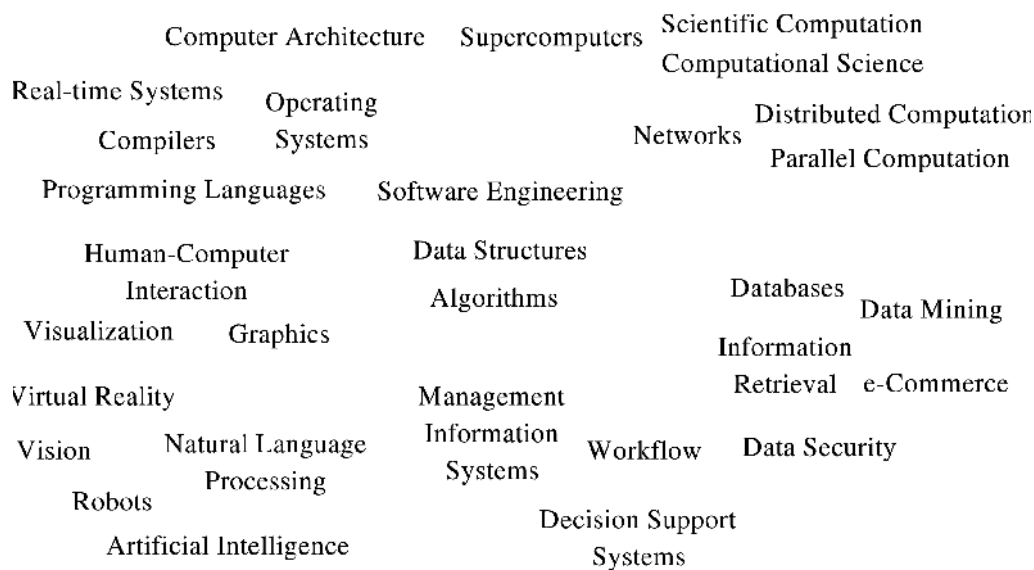 Computer Architecture
Supercomputers
Scientific Computation
Computational Science
Real-time Systems
Operating
Systems
Compilers
Networks
Distributed Computation
Parallel Computation
Programming Languages
Software Engineering
Human-Computer
Interaction
Data Structures
Algorithms
Visualization
Graphics
Databases
Data Mining
Information
Retrieval
e-Commerce
Virtual Reality
Management
Information
Systems
Vision
Natural Language
Processing
Workflow
Data Security
Robots
Artificial Intelligence
Decision Support
Systems